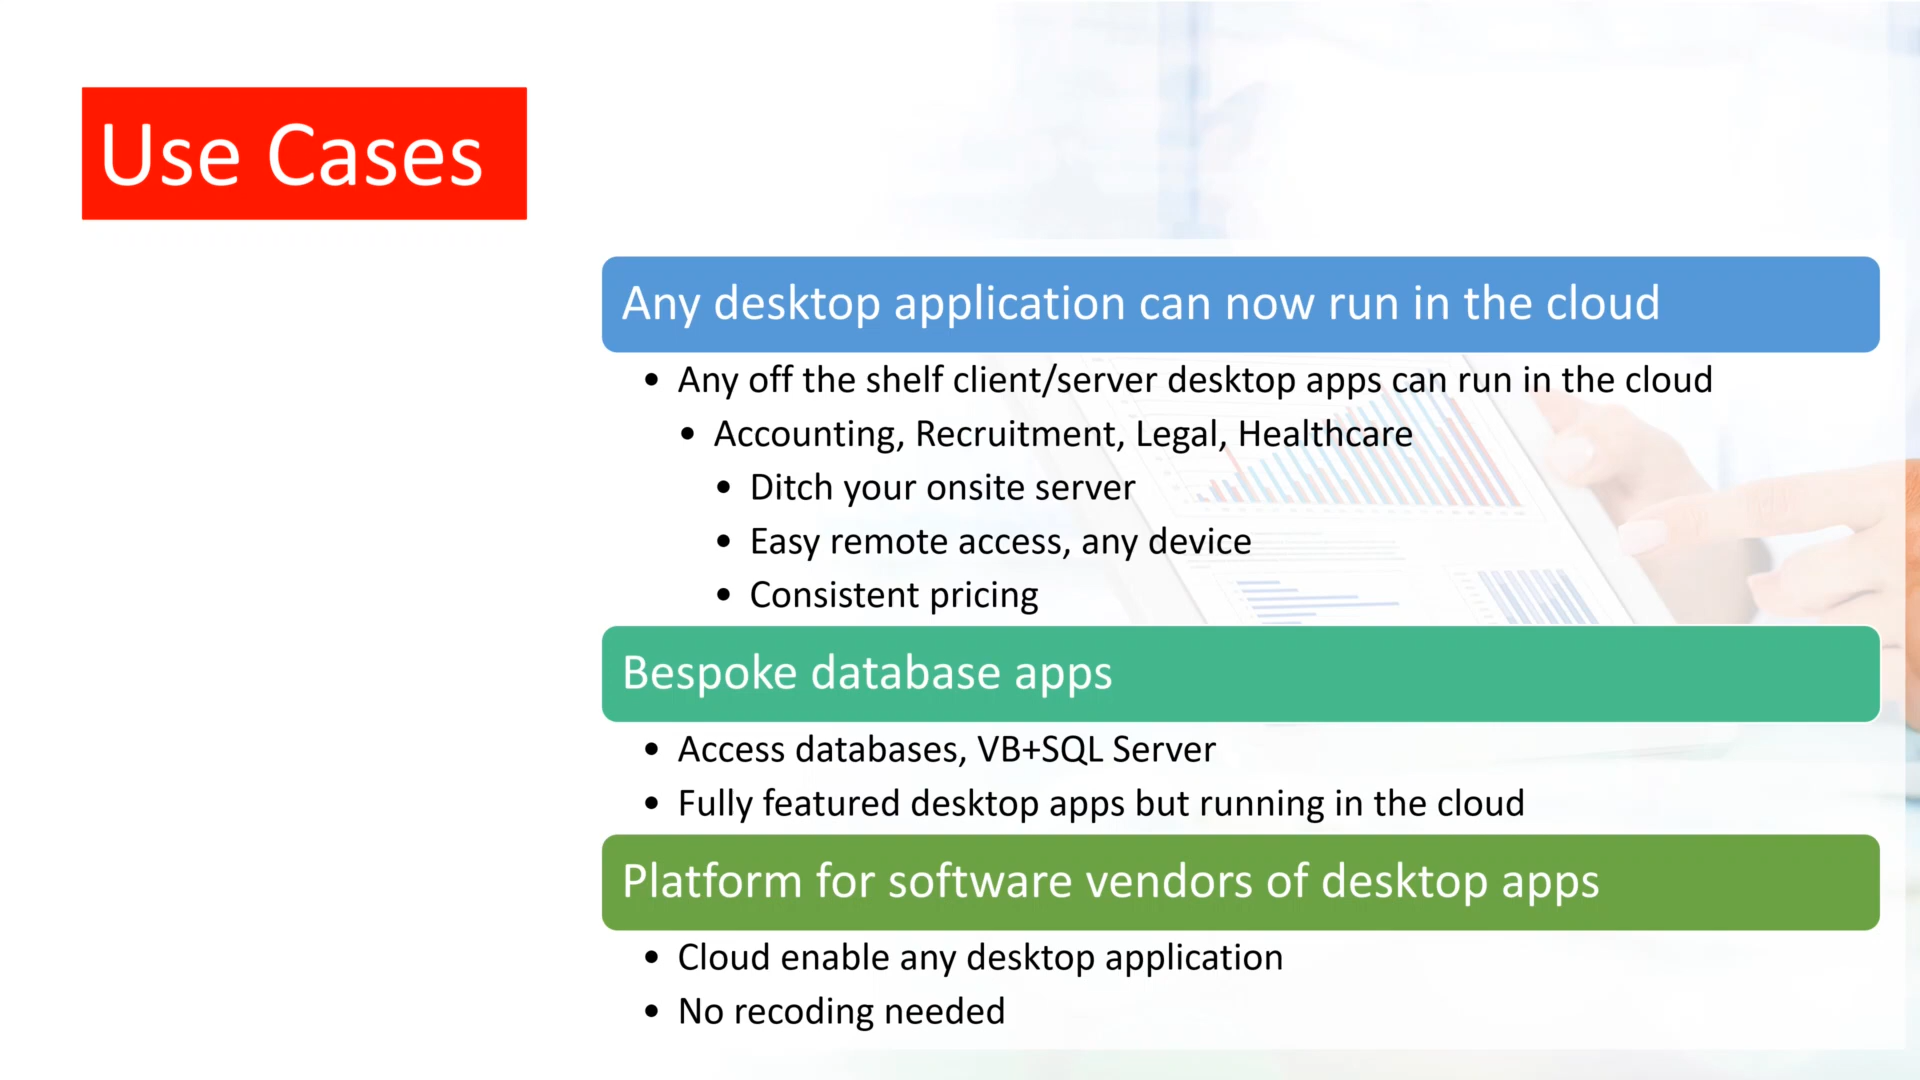 Use Cases
Any desktop application can now run in the cloud
• Any off the shelf client/server desktop apps can run in the cloud
• Accounting, Recruitment, Legal, Healthcare
• Ditch your onsite server
• Easy remote access, any device
• Consistent pricing
Bespoke database apps
• Access databases, VB+SQL Server
• Fully featured desktop apps but running in the cloud
Platform for software vendors of desktop apps
• Cloud enable any desktop application
• No recoding needed